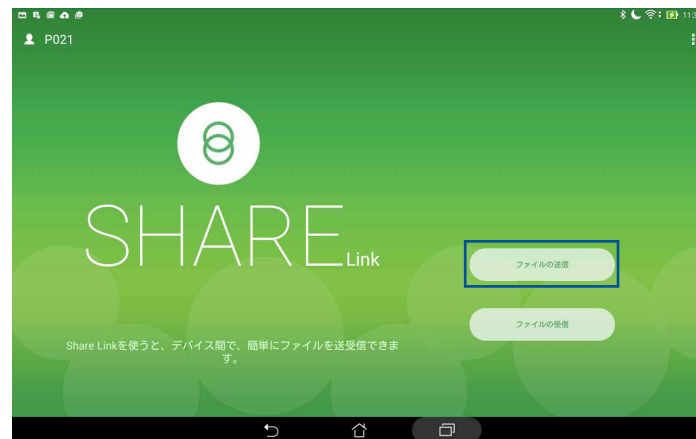 P021
SHARE Link
ファイルの送信
ファイルの受信
Share Linkを使うと、デバイス間で、簡単にファイルを送受信できま
す。